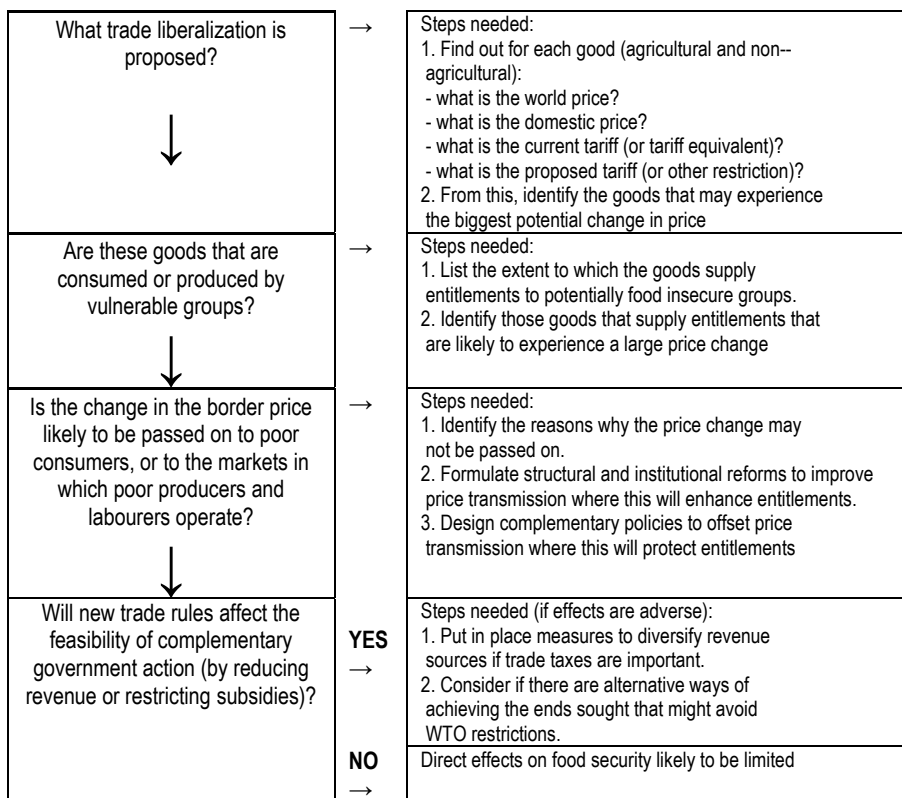 What trade liberalization is
proposed?
↓
→
Steps needed:
1. Find out for each good (agricultural and non--
agricultural):
- what is the world price?
- what is the domestic price?
- what is the current tariff (or tariff equivalent)?
- what is the proposed tariff (or other restriction)?
2. From this, identify the goods that may experience
the biggest potential change in price
Are these goods that are
consumed or produced by
vulnerable groups?
↓
→
Steps needed:
1. List the extent to which the goods supply
entitlements to potentially food insecure groups.
2. Identify those goods that supply entitlements that
are likely to experience a large price change
Is the change in the border price
likely to be passed on to poor
consumers, or to the markets in
which poor producers and
labourers operate?
↓
→
Steps needed:
1. Identify the reasons why the price change may
not be passed on.
2. Formulate structural and institutional reforms to improve
price transmission where this will enhance entitlements.
3. Design complementary policies to offset price
transmission where this will protect entitlements
Will new trade rules affect the
feasibility of complementary
government action (by reducing
revenue or restricting subsidies)?
YES
→
Steps needed (if effects are adverse):
1. Put in place measures to diversify revenue
sources if trade taxes are important.
2. Consider if there are alternative ways of
achieving the ends sought that might avoid
WTO restrictions.
NO
→
Direct effects on food security likely to be limited